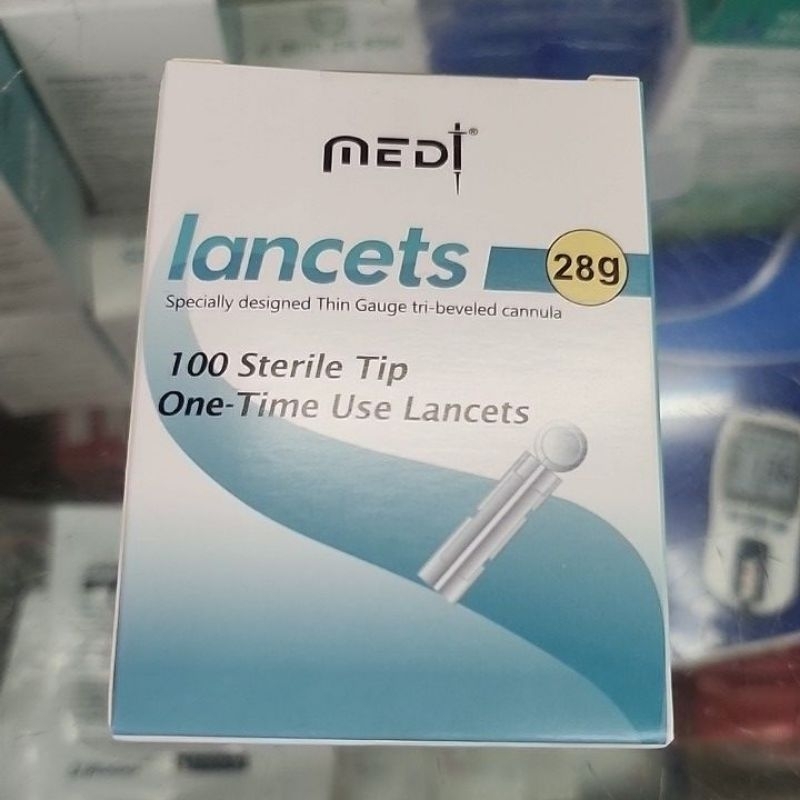 MEDI®
lancets
28g
Specially designed Thin Gauge tri-beveled cannula
100 Sterile Tip
One-Time Use Lancets